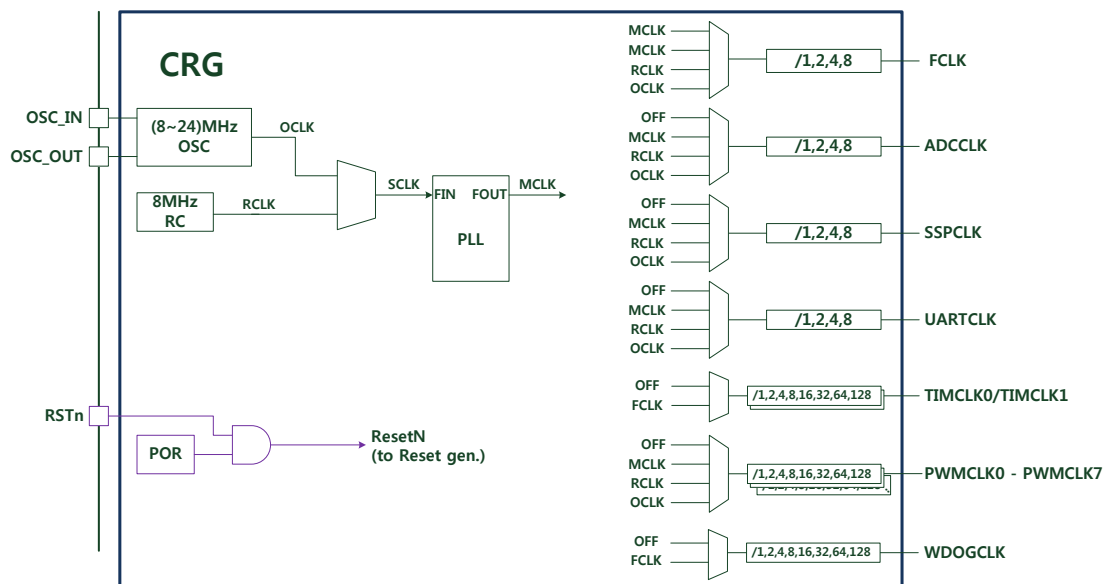 CRG
OSC_IN
OSC_OUT
(8~24)MHz
OSC
OCLK
8MHz
RC
RCLK
SCLK
MCLK
FIN FOUT
PLL
RSTn
POR
ResetN
(to Reset gen.)
MCLK
MCLK
RCLK
OCLK
/1,2,4,8
FCLK
OFF
MCLK
RCLK
OCLK
/1,2,4,8
ADCCLK
OFF
MCLK
RCLK
OCLK
/1,2,4,8
SSPCLK
OFF
MCLK
RCLK
OCLK
/1,2,4,8
UARTCLK
OFF
FCLK
/1,2,4,8,16,32,64,128
TIMCLK0/TIMCLK1
OFF
MCLK
RCLK
OCLK
/1,2,4,8,16,32,64,128
PWMCLK0 - PWMCLK7
OFF
FCLK
/1,2,4,8,16,32,64,128
WDOGCLK